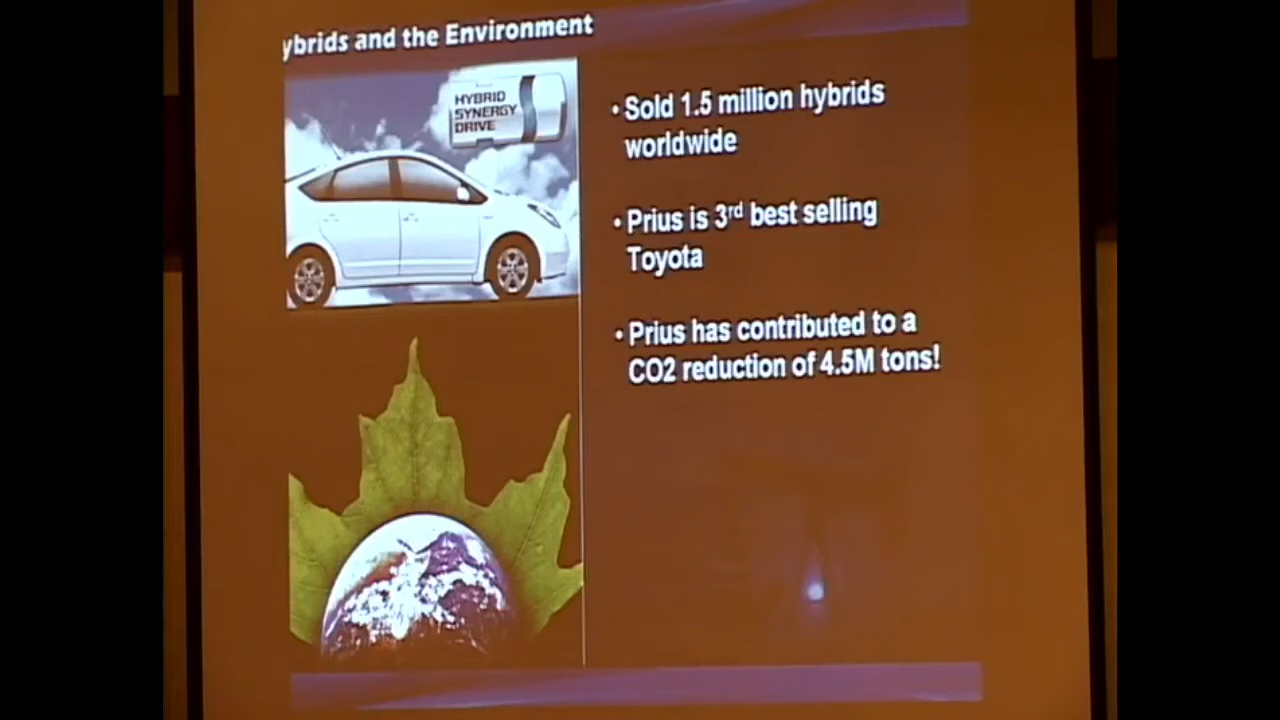 ybrids and the Environment
HYBRID
SYNERGY
DRIVE
• Sold 1.5 million hybrids
worldwide
• Prius is 3rd best selling
Toyota
• Prius has contributed to a
CO2 reduction of 4.5M tons!